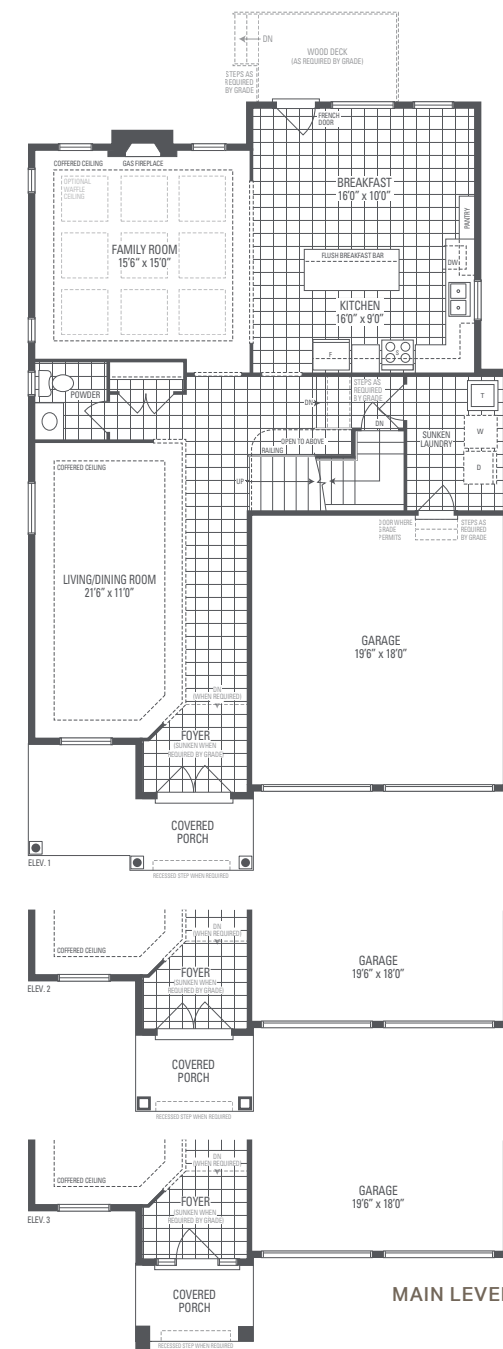 DN
WOOD DECK
(AS REQUIRED BY GRADE)
STEPS AS
REQUIRED
BY GRADE
FRENCH
DOOR
COFFERED CEILING
GAS FIREPLACE
OPTIONAL
WAFFLE
CEILING
BREAKFAST
16'0" x 10'0"
PANTRY
FAMILY ROOM
15'6" x 15'0"
FLUSH BREAKFAST BAR
DW
KITCHEN
16'0" x 9'0"
F
S
POWDER
DN
STEPS AS
REQUIRED
BY GRADE
T
DN
SUNKEN
LAUNDRY
W
OPEN TO ABOVE
RAILING
D
UP
COFFERED CEILING
DOOR WHERE
GRADE
PERMITS
STEPS AS
REQUIRED
BY GRADE
LIVING/DINING ROOM
21'6" x 11'0"
GARAGE
19'6" x 18'0"
DN
(WHEN REQUIRED)
FOYER
(SUNKEN WHEN
REQUIRED BY GRADE)
COVERED
PORCH
ELEV. 1
RECESSED STEP WHEN REQUIRED
DN
(WHEN REQUIRED)
COFFERED CEILING
FOYER
(SUNKEN WHEN
REQUIRED BY GRADE)
GARAGE
19'6" x 18'0"
ELEV. 2
COVERED
PORCH
RECESSED STEP WHEN REQUIRED
DN
(WHEN REQUIRED)
COFFERED CEILING
FOYER
(SUNKEN WHEN
REQUIRED BY GRADE)
GARAGE
19'6" x 18'0"
ELEV. 3
COVERED
PORCH
MAIN LEVEL
RECESSED STEP WHEN REQUIRED